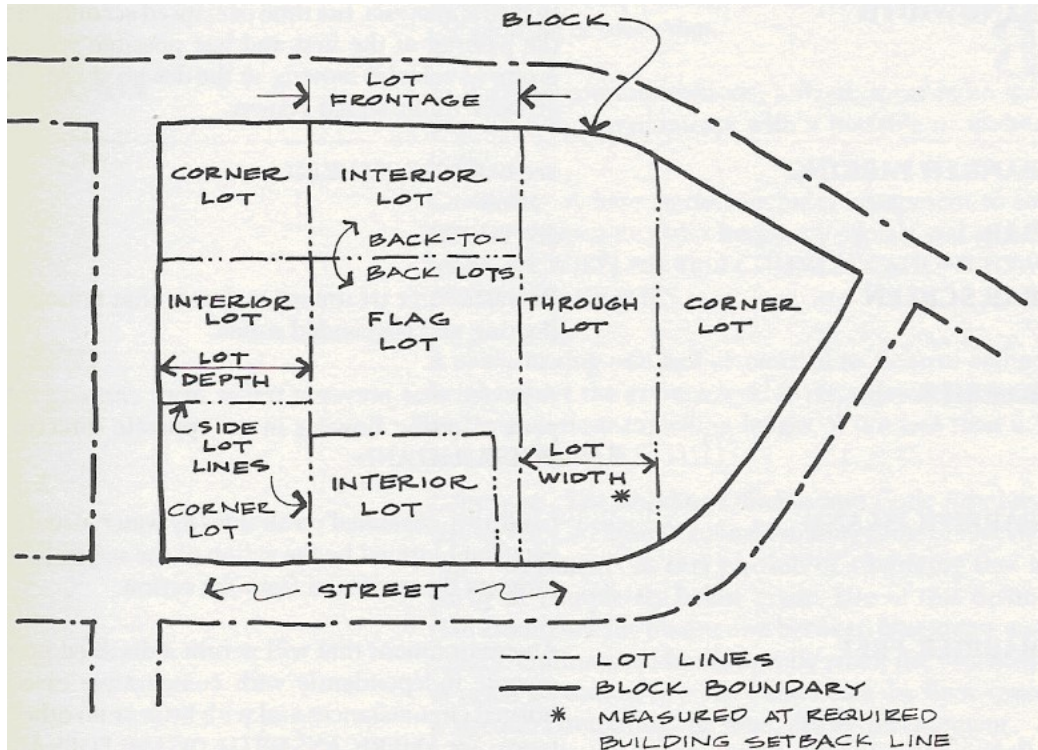 BLOCK
LOT
FRONTAGE
CORNER
LOT
INTERIOR
LOT
BACK-TO-
BACK LOTS
INTERIOR
LOT
FLAG
LOT
THROUGH
LOT
CORNER
LOT
LOT
DEPTH
SIDE
LOT
LINES
CORNER
LOT
INTERIOR
LOT
LOT
WIDTH
*
STREET
LOT LINES
BLOCK BOUNDARY
* MEASURED AT REQUIRED
BUILDING SETBACK LINE